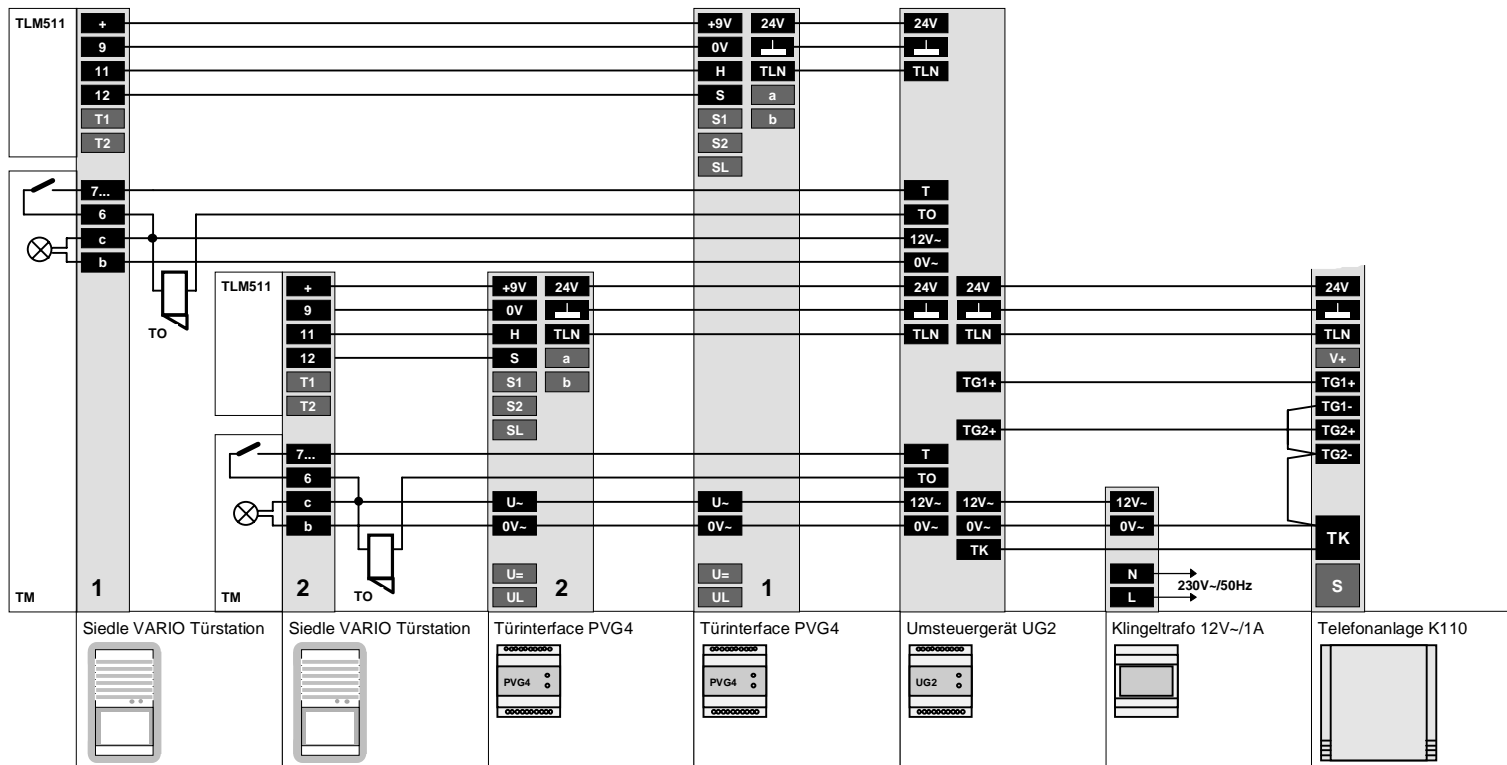 TLM511 + +9V 24V 24V
9 0V
11 H TLN TLN
12 S a
T1 S1 b
T2 S2
SL
7... T
6 TO
c 12V~
b 0V~
TO
TLM511 + +9V 24V 24V 24V 24V
9 0V
11 H TLN TLN TLN TLN
12 S a V+
T1 S1 b TG1+ TG1+
T2 S2 TG1-
SL TG2+ TG2+
7... T TG2-
6 TO
c U~ U~ 12V~ 12V~ 12V~
b 0V~ 0V~ 0V~ 0V~ 0V~
TK TK
U= U= N
230V~/50Hz
UL UL L
TM 1 TM 2 TO 2 1 S
Siedle VARIO Türstation
Siedle VARIO Türstation
Türinterface PVG4
Türinterface PVG4
Umsteuergerät UG2
Klingeltrafo 12V~/1A
Telefonanlage K110
PVG4
PVG4
UG2